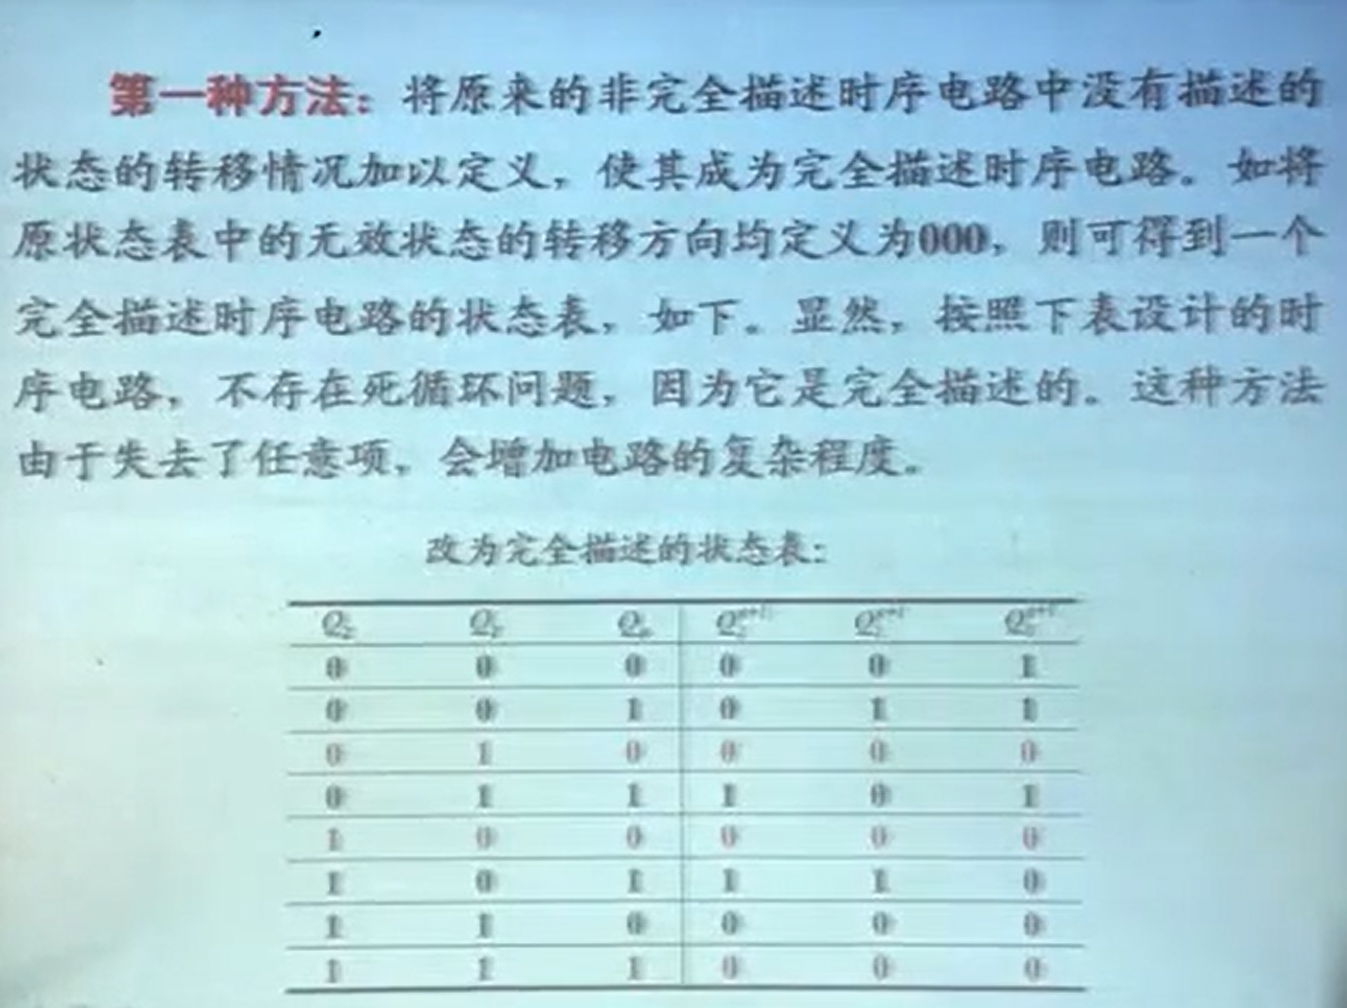 第一种方法：将原来的非完全描述时序电路中没有描述的
状态的转移情况加以定义，使其成为完全描述时序电路。如将
原状态表中的无效状态的转移方向均定义为000，则可得到一个
完全描述时序电路的状态表，如下。显然，按照下表设计的时
序电路，不存在死循环问题，因为它是完全描述的。这种方法
由于失去了任意项，会增加电路的复杂程度。
改为完全描述的状态表：
Q₂ Q₁ Q₀ Q₂ⁿ⁺¹ Q₁ⁿ⁺¹ Q₀ⁿ⁺¹
0 0 0 0 0 1
0 0 1 0 1 1
0 1 0 0 0 0
0 1 1 1 0 1
1 0 0 0 0 0
1 0 1 1 1 0
1 1 0 0 0 0
1 1 1 0 0 0